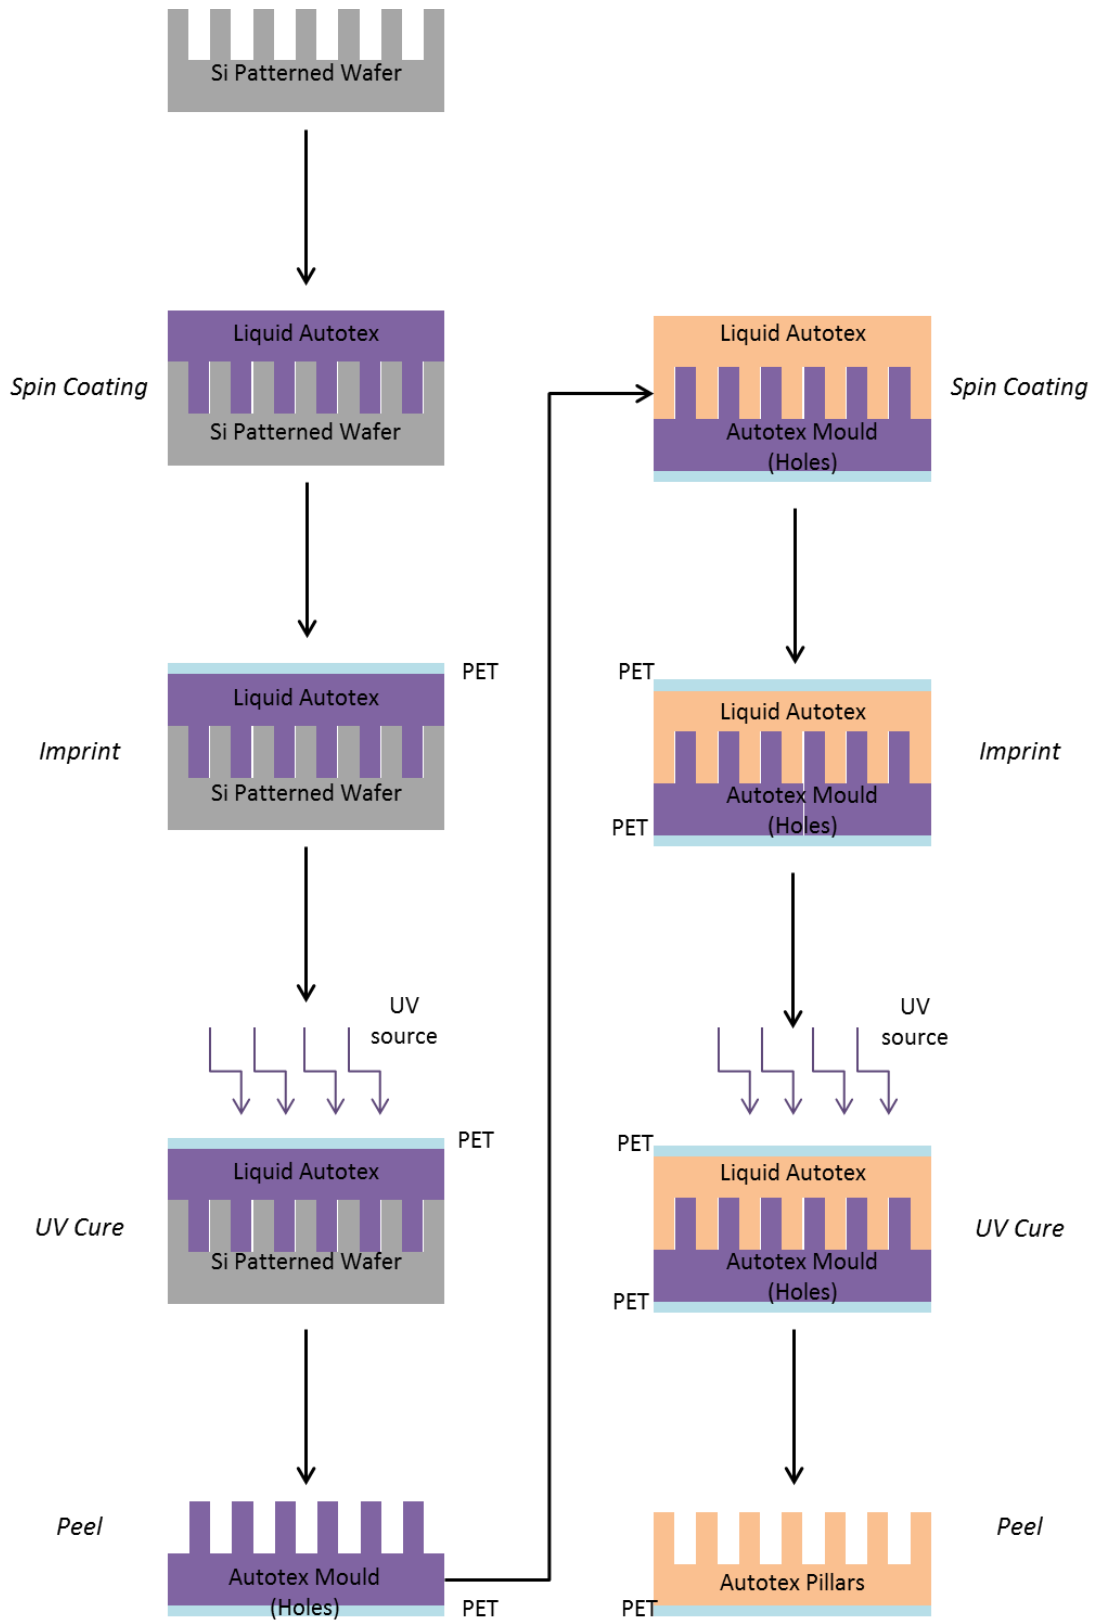 Si Patterned Wafer
Liquid Autotex
Spin Coating
Si Patterned Wafer
PET
Liquid Autotex
Imprint
Si Patterned Wafer
UV
source
PET
Liquid Autotex
UV Cure
Si Patterned Wafer
Peel
Autotex Mould
(Holes)
PET
Liquid Autotex
Spin Coating
Autotex Mould
(Holes)
PET
Liquid Autotex
Imprint
Autotex Mould
(Holes)
PET
UV
source
PET
Liquid Autotex
UV Cure
Autotex Mould
(Holes)
PET
Peel
Autotex Pillars
PET